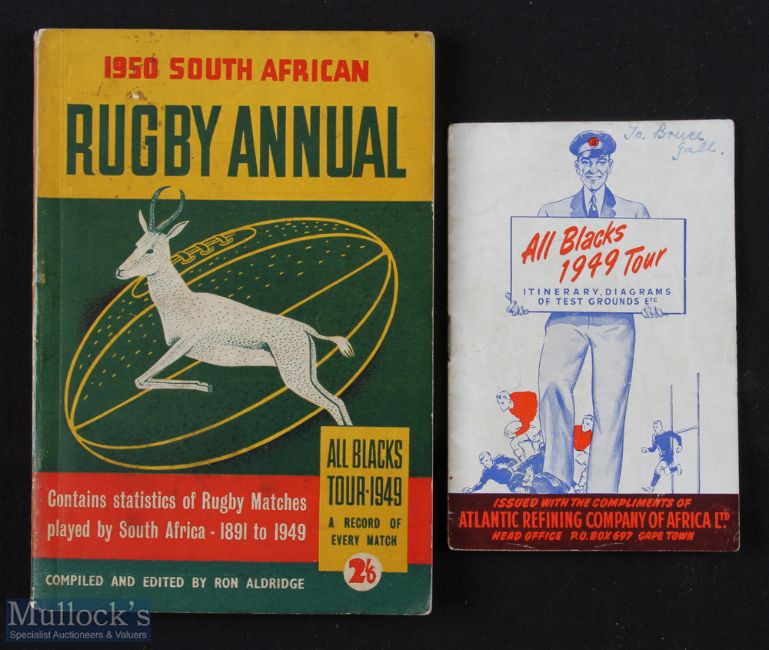 1950 SOUTH AFRICAN
RUGBY ANNUAL
ALL BLACKS
TOUR·1949
A RECORD OF
EVERY MATCH
2/6
Contains statistics of Rugby Matches
played by South Africa - 1891 to 1949
COMPILED AND EDITED BY RON ALDRIDGE
To. Bruce
Gall.
All Blacks
1949 Tour
ITINERARY, DIAGRAMS
OF TEST GROUNDS ETC
ISSUED WITH THE COMPLIMENTS OF
ATLANTIC REFINING COMPANY OF AFRICA LTD
HEAD OFFICE P.O. BOX 697 CAPE TOWN
Mullock's
Specialist Auctioneers & Valuers